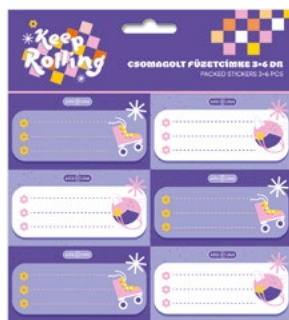 Keep
Rolling
CSOMAGOLT FÜZETCÍMKE 3×6 DB
PACKED STICKERS 3×6 PCS